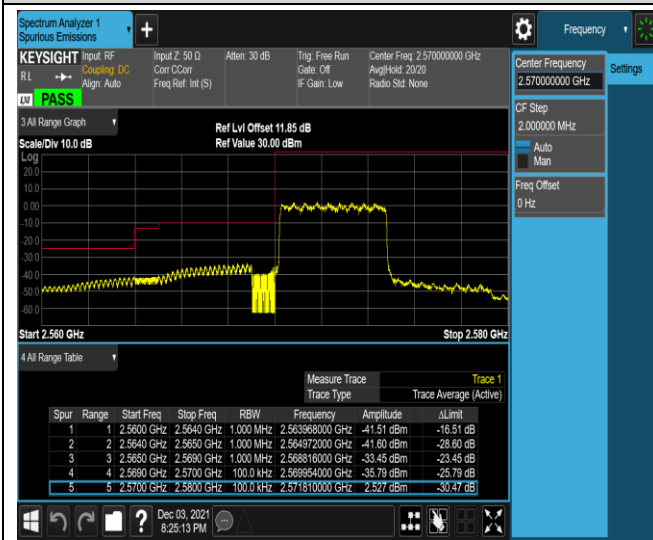 Spectrum Analyzer 1
Spurious Emissions
+
Frequency
KEYSIGHT Input: RF Input Z: 50 Ω Atten: 30 dB Trig: Free Run Center Freq: 2.570000000 GHz
RL Coupling: DC Corr CCorr Gate: Off Avg|Hold: 20/20
Align: Auto Freq Ref: Int (S) IF Gain: Low Radio Std: None
LXI PASS
Center Frequency
2.570000000 GHz
Settings
CF Step
2.000000 MHz
Auto
Man
Freq Offset
0 Hz
3 All Range Graph
Ref Lvl Offset 11.85 dB
Scale/Div 10.0 dB Ref Value 30.00 dBm
Log
20.0
10.0
0.00
-10.0
-20.0
-30.0
-40.0
-50.0
-60.0
Start 2.560 GHz Stop 2.580 GHz
4 All Range Table
Measure Trace Trace 1
Trace Type Trace Average (Active)
Spur Range Start Freq Stop Freq RBW Frequency Amplitude ΔLimit
1 1 2.5600 GHz 2.5640 GHz 1.000 MHz 2.563968000 GHz -41.51 dBm -16.51 dB
2 2 2.5640 GHz 2.5650 GHz 1.000 MHz 2.564972000 GHz -41.60 dBm -28.60 dB
3 3 2.5650 GHz 2.5690 GHz 1.000 MHz 2.568816000 GHz -33.45 dBm -23.45 dB
4 4 2.5690 GHz 2.5700 GHz 100.0 kHz 2.569954000 GHz -35.79 dBm -25.79 dB
5 5 2.5700 GHz 2.5800 GHz 100.0 kHz 2.571810000 GHz 2.527 dBm -30.47 dB
?
Dec 03, 2021
8:25:13 PM